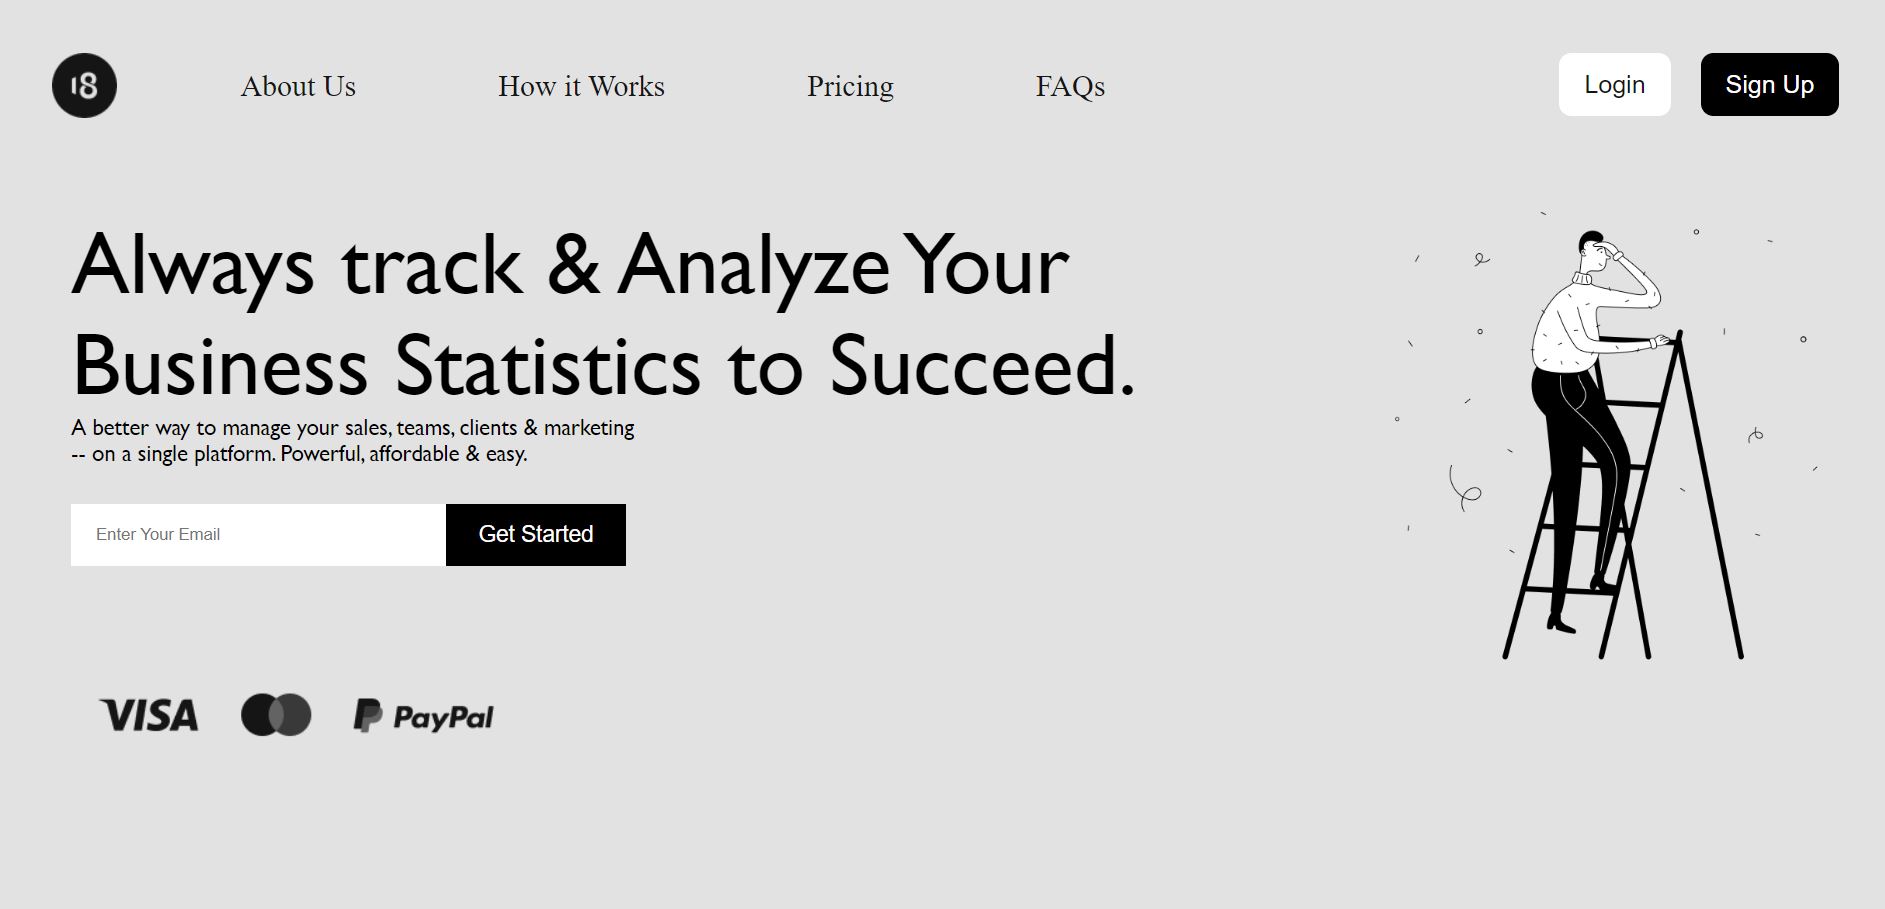 18
About Us
How it Works
Pricing
FAQs
Login
Sign Up
Always track & Analyze Your
Business Statistics to Succeed.
A better way to manage your sales, teams, clients & marketing
-- on a single platform. Powerful, affordable & easy.
Enter Your Email
Get Started
VISA
PayPal